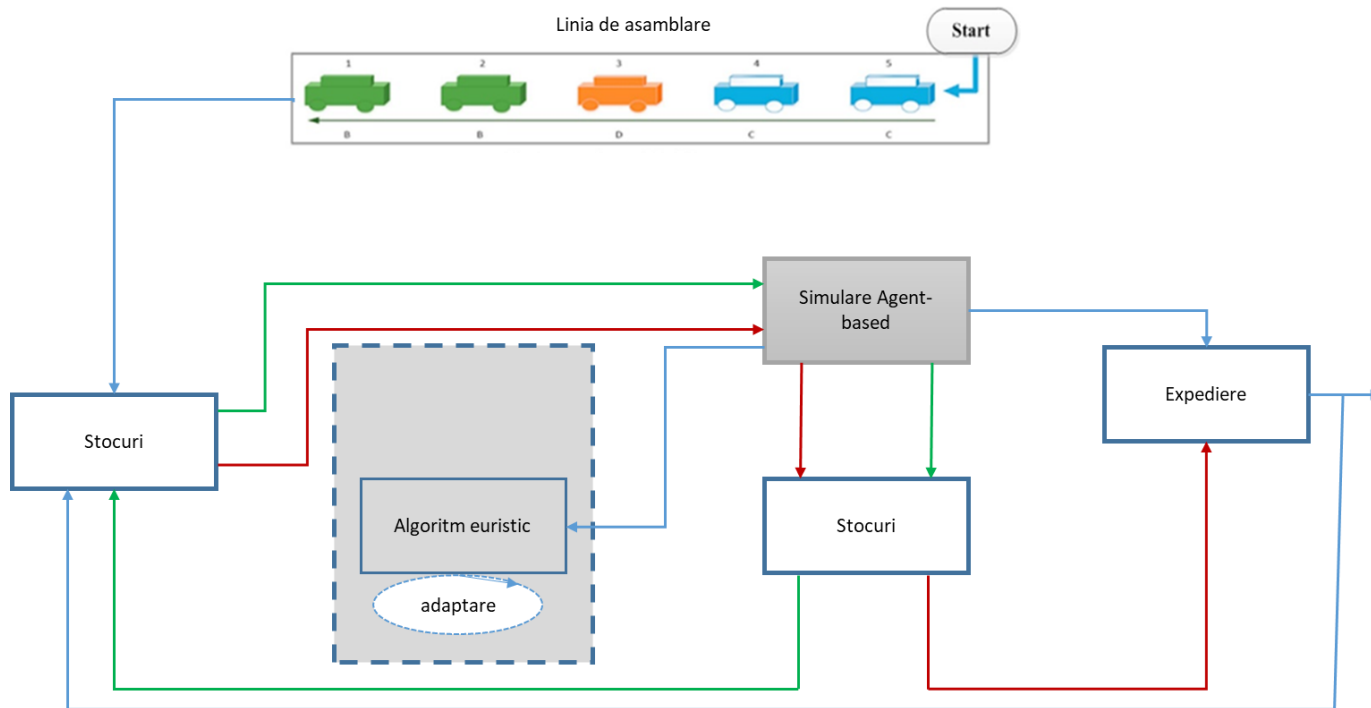 Linia de asamblare
Start
1 2 3 4 5
B B D C C
Simulare Agent-
based
Expediere
Stocuri
Algoritm euristic
Stocuri
adaptare